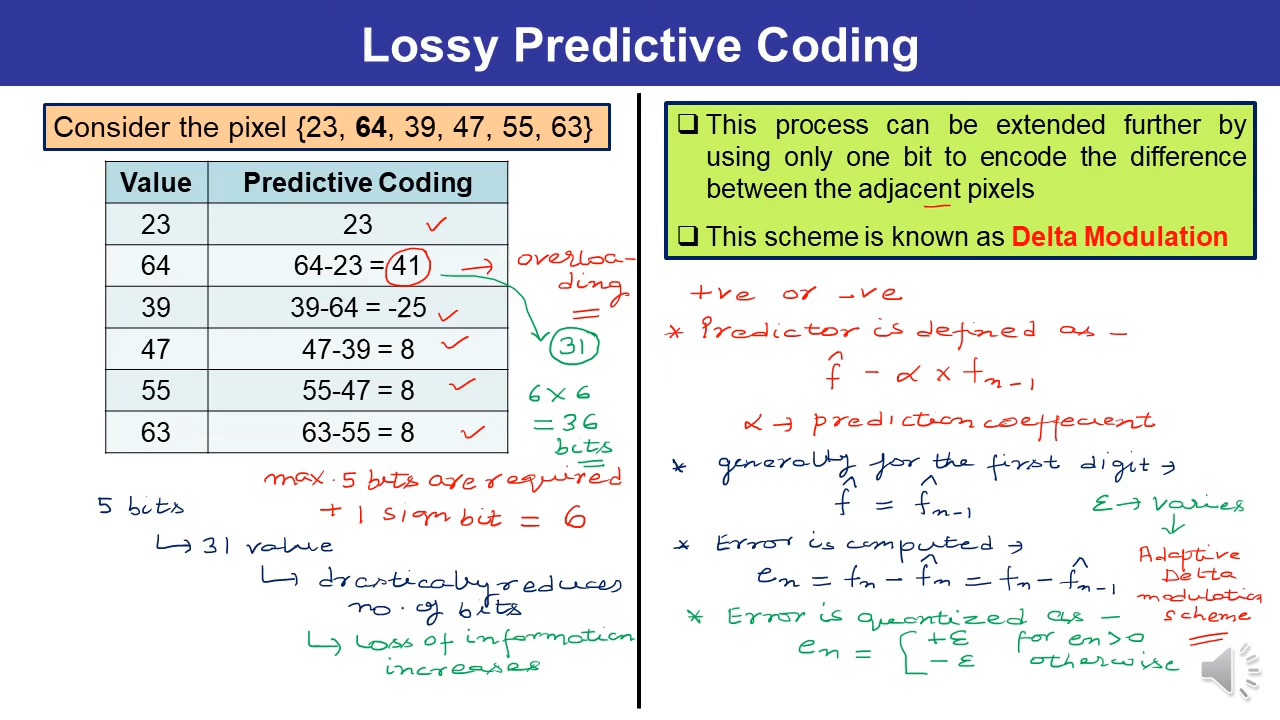 Lossy Predictive Coding
Consider the pixel {23, 64, 39, 47, 55, 63}
Value Predictive Coding
23 23 ✓
64 64-23 = 41 →
39 39-64 = -25 ✓
47 47-39 = 8 ✓
55 55-47 = 8 ✓
63 63-55 = 8 ✓
overloa-
ding
31
6 x 6
= 36
bits
max. 5 bits are required
+ 1 sign bit = 6
5 bits
↳ 31 value
↳ drastically reduces
no. of bits
↳ Loss of information
increases
❑ This process can be extended further by
using only one bit to encode the difference
between the adjacent pixels
❑ This scheme is known as Delta Modulation
+ve or -ve
* Predictor is defined as -
f̂ - α x fn-1
α → prediction coeffecient
* generally for the first digit →
f̂ = f̂n-1
* Error is computed →
en = fn - f̂n = fn - f̂n-1
* Error is quantized as -
en = [ +ε for en>0
- ε otherwise
ε → varies
↓
Adaptive
Delta
modulation
scheme